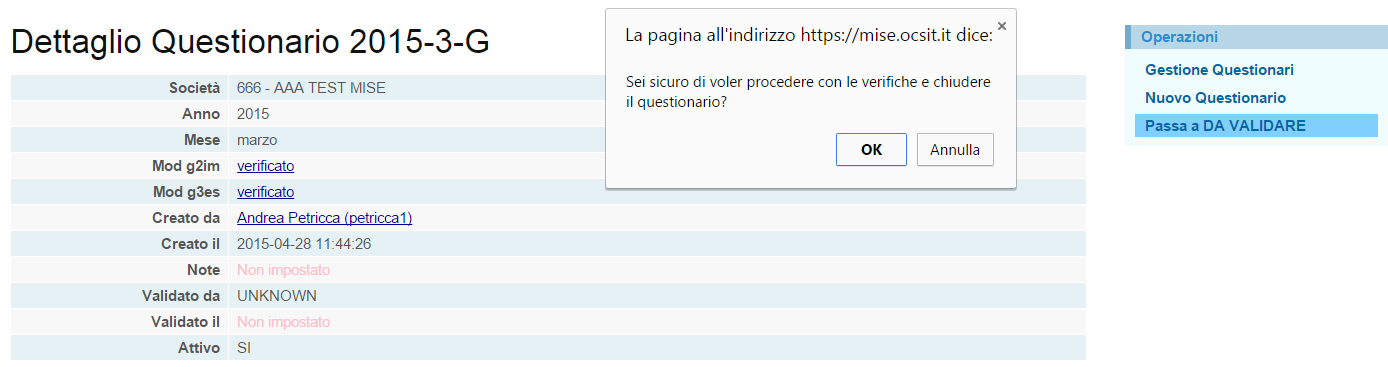 Dettaglio Questionario 2015-3-G
Società 666 - AAA TEST MISE
Anno 2015
Mese marzo
Mod g2im verificato
Mod g3es verificato
Creato da Andrea Petricca (petricca1)
Creato il 2015-04-28 11:44:26
Note Non impostato
Validato da UNKNOWN
Validato il Non impostato
Attivo SI
La pagina all'indirizzo https://mise.ocsit.it dice:
Sei sicuro di voler procedere con le verifiche e chiudere
il questionario?
OK Annulla
Operazioni
Gestione Questionari
Nuovo Questionario
Passa a DA VALIDARE